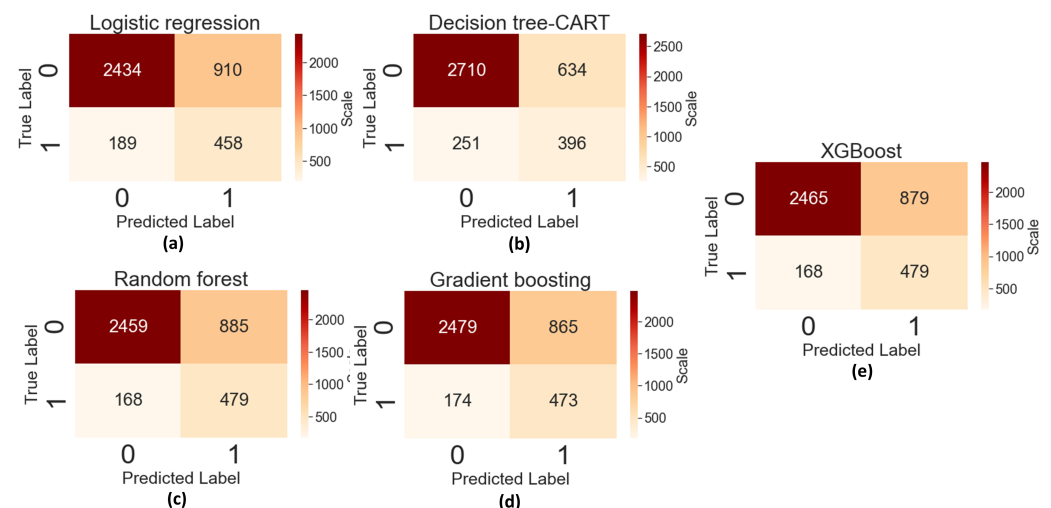 Logistic regression
0
1
True Label
2434 910
189 458
0 1
Predicted Label
2000
1500
1000
500
Scale
(a)
Decision tree-CART
0
1
True Label
2710 634
251 396
0 1
Predicted Label
2500
2000
1500
1000
500
Scale
(b)
Random forest
0
1
True Label
2459 885
168 479
0 1
Predicted Label
2000
1500
1000
500
(c)
Gradient boosting
0
1
True Label
2479 865
174 473
0 1
Predicted Label
2000
1500
1000
500
Scale
(d)
XGBoost
0
1
True Label
2465 879
168 479
0 1
Predicted Label
2000
1500
1000
500
Scale
(e)